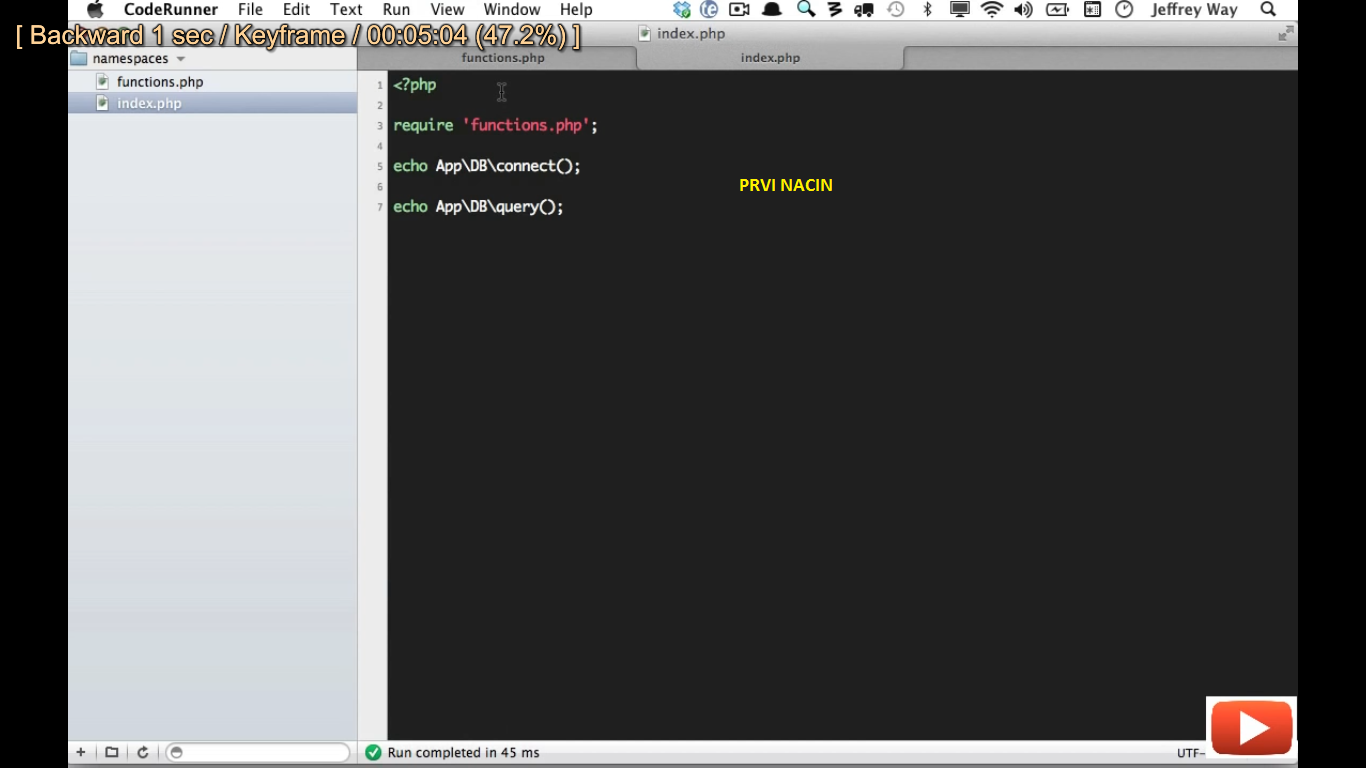 CodeRunner File Edit Text Run View Window Help Jeffrey Way
[ Backward 1 sec / Keyframe / 00:05:04 (47.2%) ]
index.php
namespaces
functions.php index.php
functions.php
index.php
1 <?php
2
3 require 'functions.php';
4
5 echo App\DB\connect();
PRVI NACIN
6
7 echo App\DB\query();
Run completed in 45 ms
UTF-